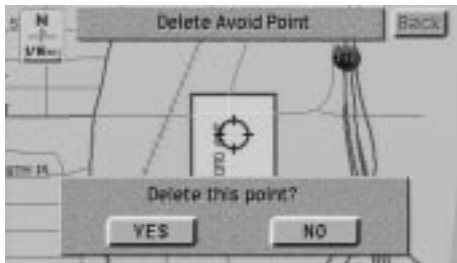 N
Delete Avoid Point
Back
Delete this point?
YES
NO